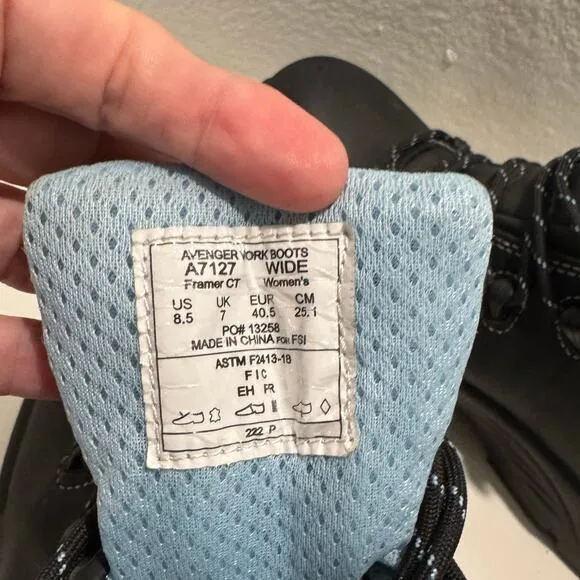 AVENGER WORK BOOTS
A7127 WIDE
Framer CT Women's
US UK EUR CM
8.5 7 40.5 25.1
PO# 13258
MADE IN CHINA FOR FSI
ASTM F2413-18
F I C
EH PR
222 P